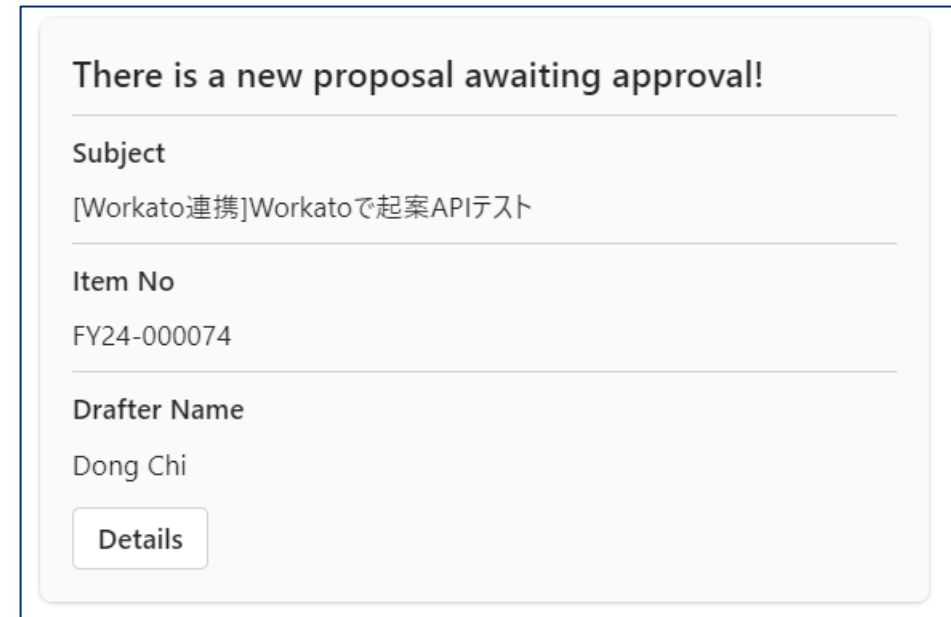 There is a new proposal awaiting approval!
Subject
[Workato連携]Workatoで起案APIテスト
Item No
FY24-000074
Drafter Name
Dong Chi
Details